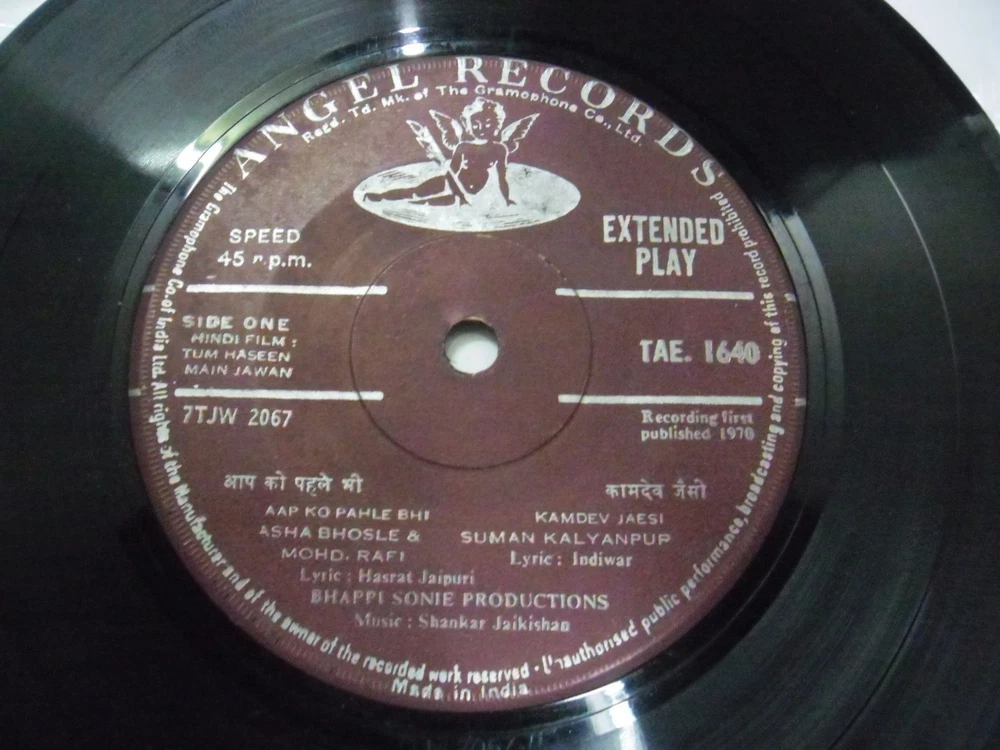 ANGEL RECORDS
Regd. Td. Mk. of The Gramophone Co., Ltd.
SPEED
45 r.p.m.
EXTENDED
PLAY
SIDE ONE
HINDI FILM :
TUM HASEEN
MAIN JAWAN
TAE. 1640
7TJW 2067
Recording first
published 1970
आप को पहले भी
कामदेव जैसी
AAP KO PAHLE BHI
KAMDEV JAESI
ASHA BHOSLE &
MOHD. RAFI
SUMAN KALYANPUR
Lyric : Indiwar
Lyric : Hasrat Jaipuri
BHAPPI SONIE PRODUCTIONS
Music : Shankar Jaikishan
The Gramophone Co. of India Ltd. All rights of the Manufacturer and of the owner of the recorded work reserved - Unauthorised public performance, broadcasting and copying of this record prohibited
Made in India